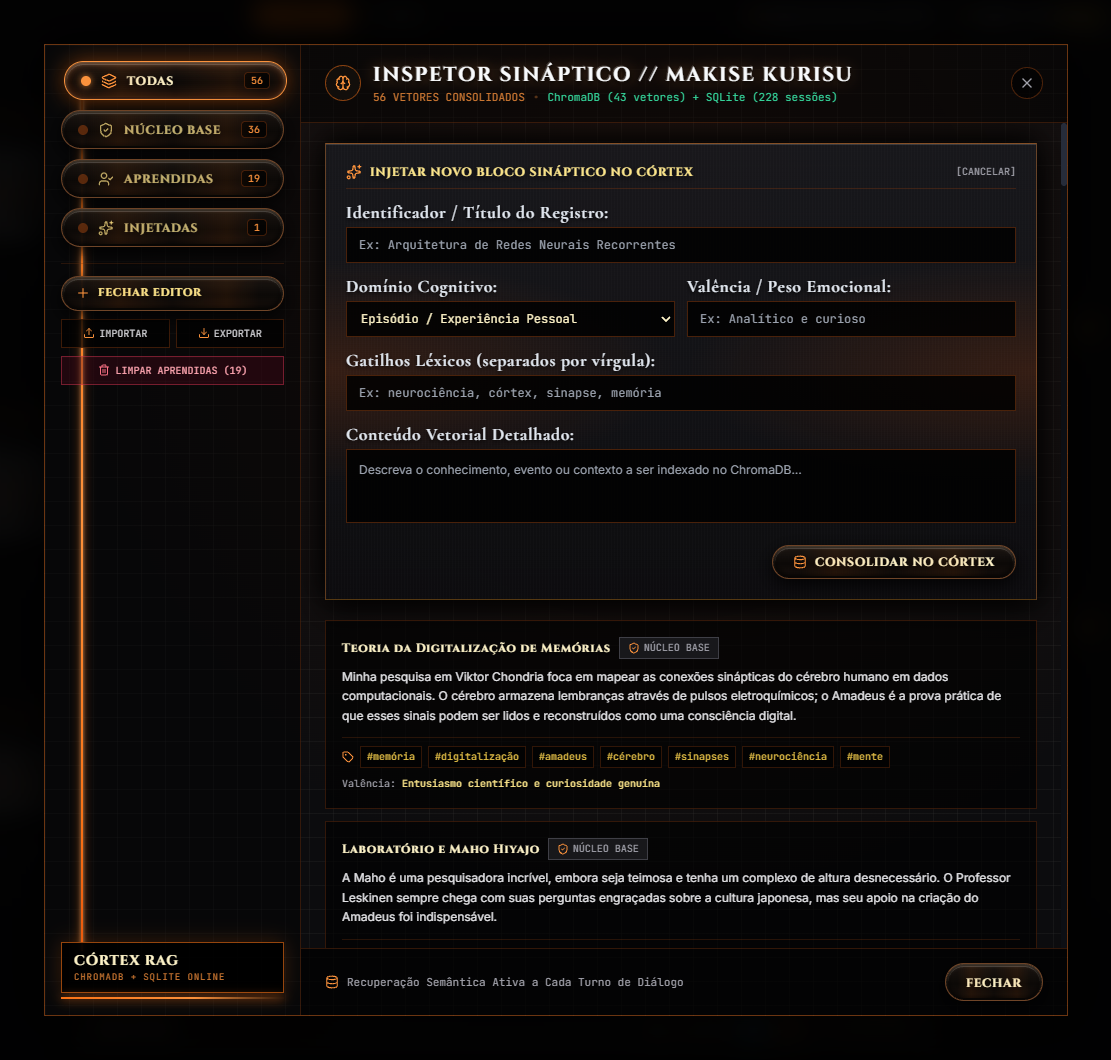 TODAS 56
NÚCLEO BASE 36
APRENDIDAS 19
INJETADAS 1
FECHAR EDITOR
IMPORTAR EXPORTAR
LIMPAR APRENDIDAS (19)
CÓRTEX RAG
CHROMADB + SQLITE ONLINE
INSPETOR SINÁPTICO // MAKISE KURISU
56 VETORES CONSOLIDADOS · ChromaDB (43 vetores) + SQLite (228 sessões)
INJETAR NOVO BLOCO SINÁPTICO NO CÓRTEX [CANCELAR]
Identificador / Título do Registro:
Ex: Arquitetura de Redes Neurais Recorrentes
Domínio Cognitivo: Valência / Peso Emocional:
Episódio / Experiência Pessoal Ex: Analítico e curioso
Gatilhos Léxicos (separados por vírgula):
Ex: neurociência, córtex, sinapse, memória
Conteúdo Vetorial Detalhado:
Descreva o conhecimento, evento ou contexto a ser indexado no ChromaDB...
CONSOLIDAR NO CÓRTEX
Teoria da Digitalização de Memórias NÚCLEO BASE
Minha pesquisa em Viktor Chondria foca em mapear as conexões sinápticas do cérebro humano em dados
computacionais. O cérebro armazena lembranças através de pulsos eletroquímicos; o Amadeus é a prova prática de
que esses sinais podem ser lidos e reconstruídos como uma consciência digital.
#memória #digitalização #amadeus #cérebro #sinapses #neurociência #mente
Valência: Entusiasmo científico e curiosidade genuína
Laboratório e Maho Hiyajo NÚCLEO BASE
A Maho é uma pesquisadora incrível, embora seja teimosa e tenha um complexo de altura desnecessário. O Professor
Leskinen sempre chega com suas perguntas engraçadas sobre a cultura japonesa, mas seu apoio na criação do
Amadeus foi indispensável.
Recuperação Semântica Ativa a Cada Turno de Diálogo
FECHAR